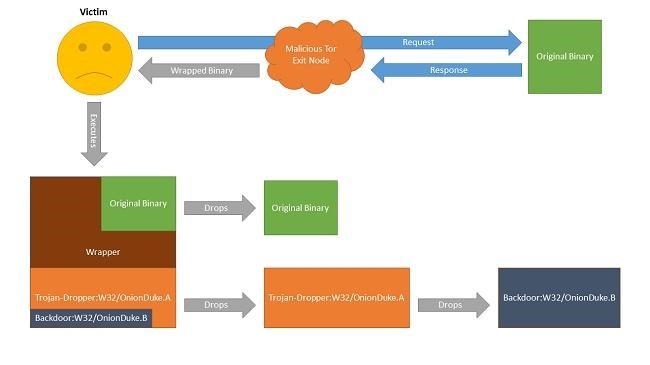 Victim
Request
Malicious Tor
Exit Node
Original Binary
Wrapped Binary
Response
Executes
Original Binary
Drops
Original Binary
Wrapper
Trojan-Dropper:W32/OnionDuke.A
Drops
Trojan-Dropper:W32/OnionDuke.A
Drops
Backdoor:W32/OnionDuke.B
Backdoor:W32/OnionDuke.B